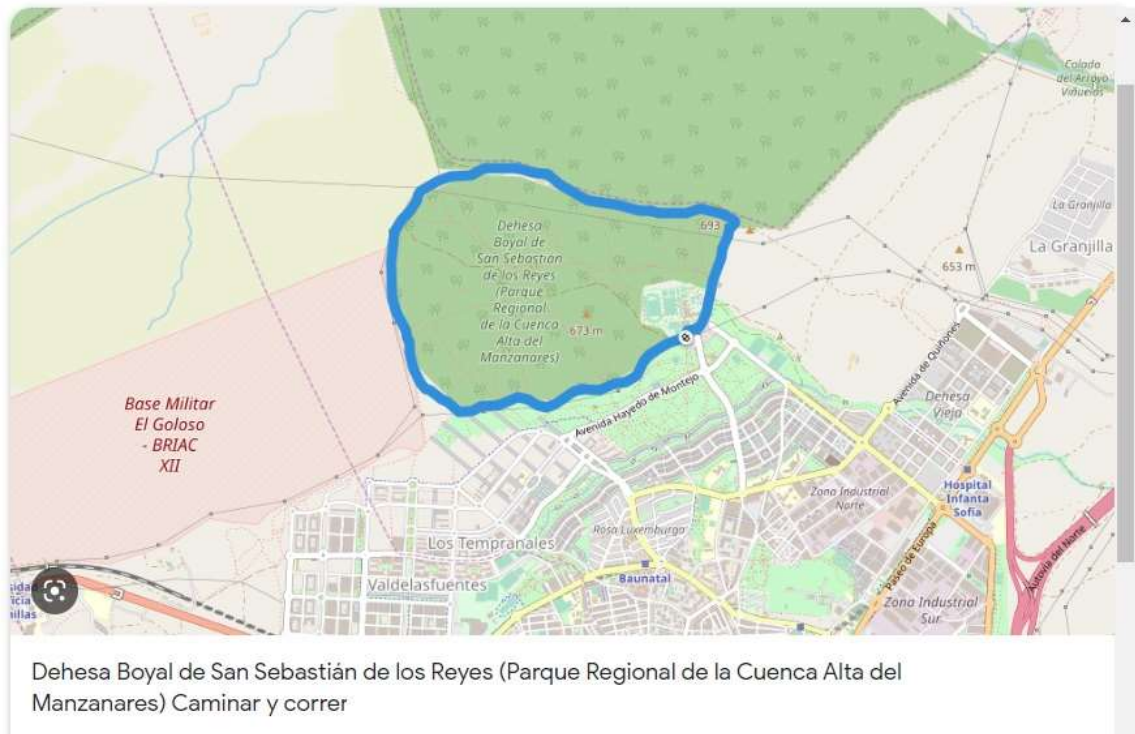 Colada
del Arroyo
Viñuelas
La Granjilla
La Granjilla
693
653 m
Dehesa
Boyal de
San Sebastián
de los Reyes
(Parque
Regional
de la Cuenca
Alta del
Manzanares)
673 m
Avenida de Quiñones
Base Militar
El Goloso
- BRIAC
XII
Avenida Hayedo de Montejo
Dehesa
Vieja
Hospital
Infanta
Sofía
Zona Industrial
Norte
Rosa Luxemburgo
Los Tempranales
Paseo de Europa
Autovía del Norte
Baunatal
Valdelasfuentes
Zona Industrial
Sur
Dehesa Boyal de San Sebastián de los Reyes (Parque Regional de la Cuenca Alta del
Manzanares) Caminar y correr